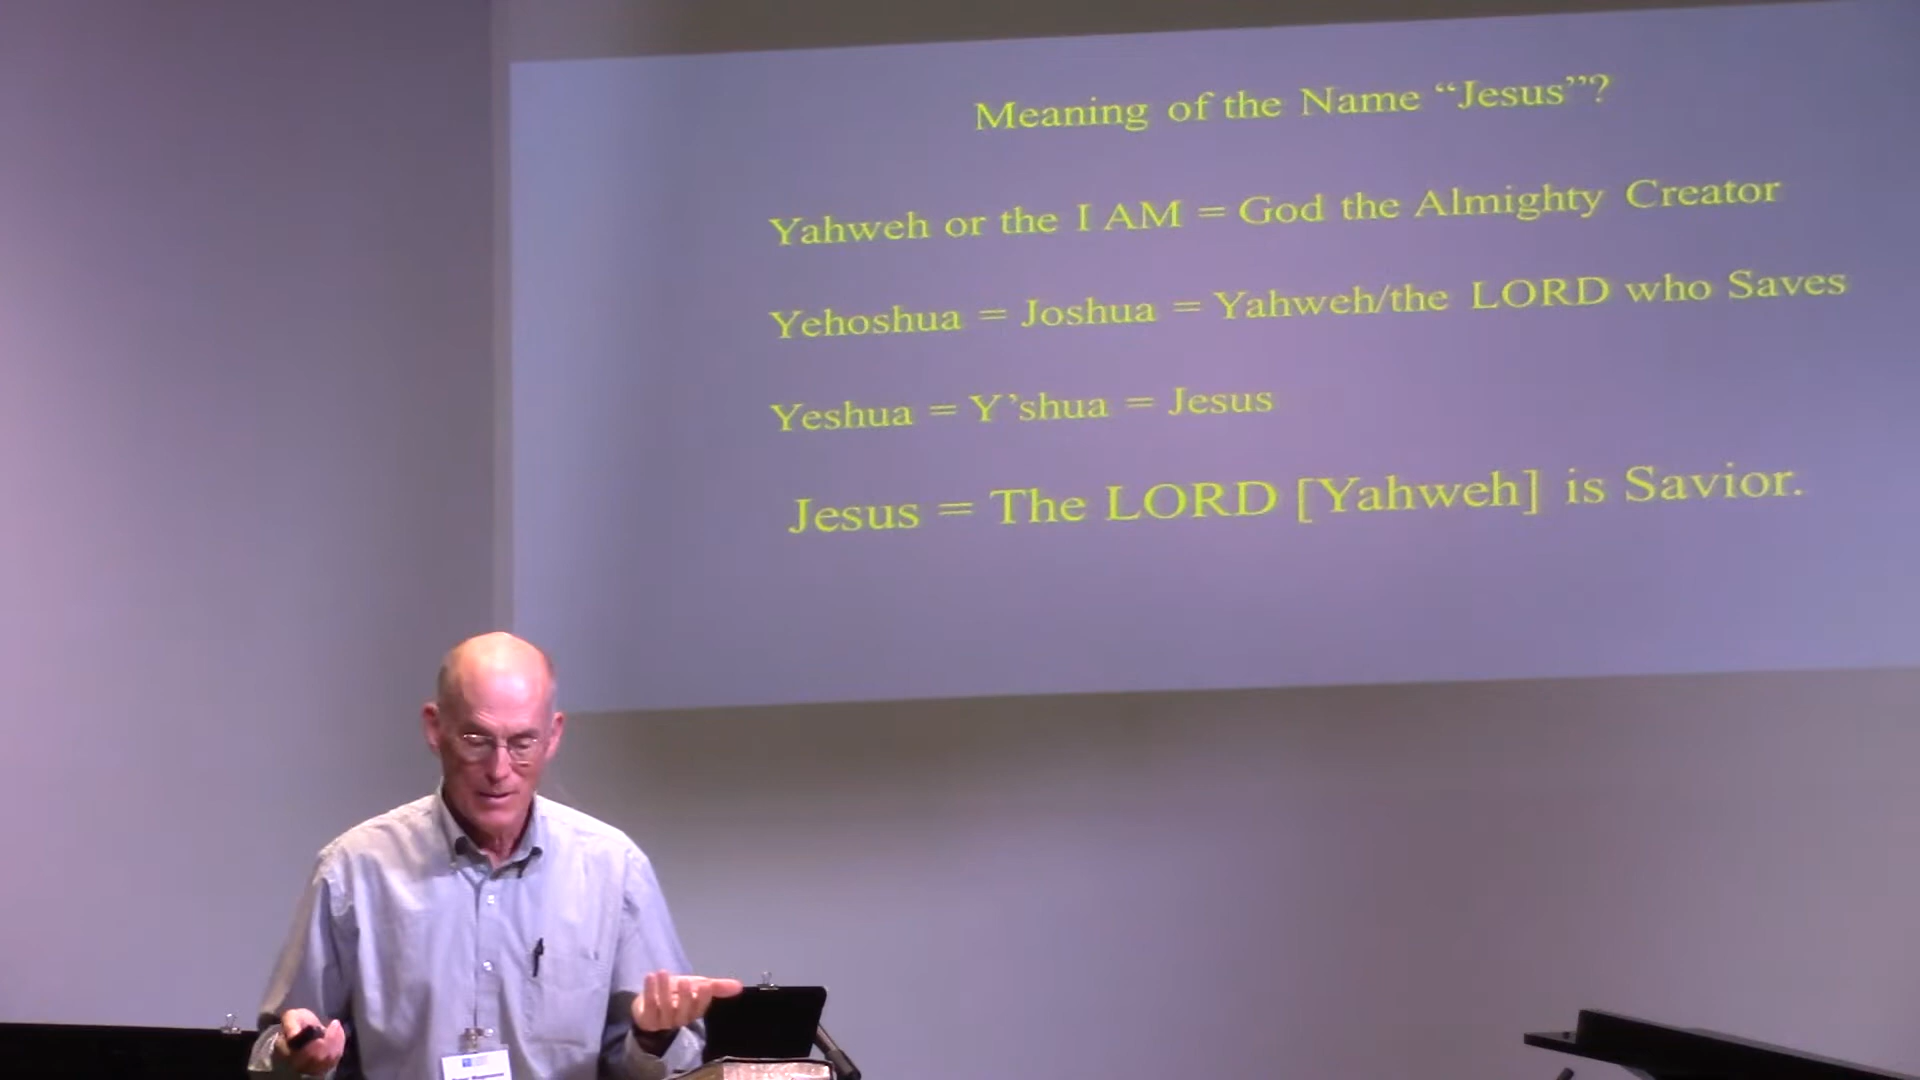 Meaning of the Name “Jesus”?
Yahweh or the I AM = God the Almighty Creator
Yehoshua = Joshua = Yahweh/the LORD who Saves
Yeshua = Y’shua = Jesus
Jesus = The LORD [Yahweh] is Savior.